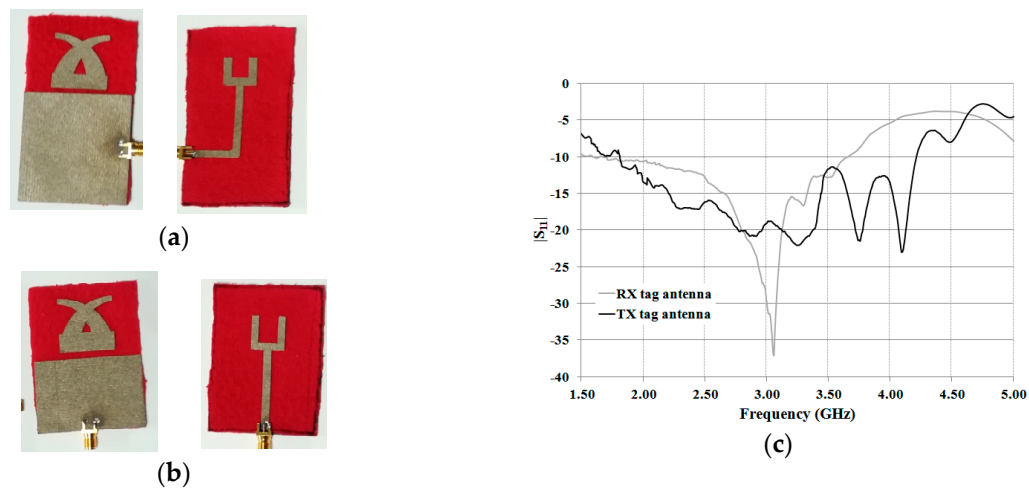 (a)
(b)
0
-5
-10
-15
-20
-25
-30
-35
-40
|S11|
RX tag antenna
TX tag antenna
1.50 2.00 2.50 3.00 3.50 4.00 4.50 5.00
Frequency (GHz)
(c)